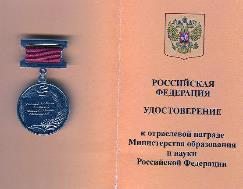 РОССИЙСКАЯ
ФЕДЕРАЦИЯ
УДОСТОВЕРЕНИЕ
к отраслевой награде
Министерства образования
и науки
Российской Федерации